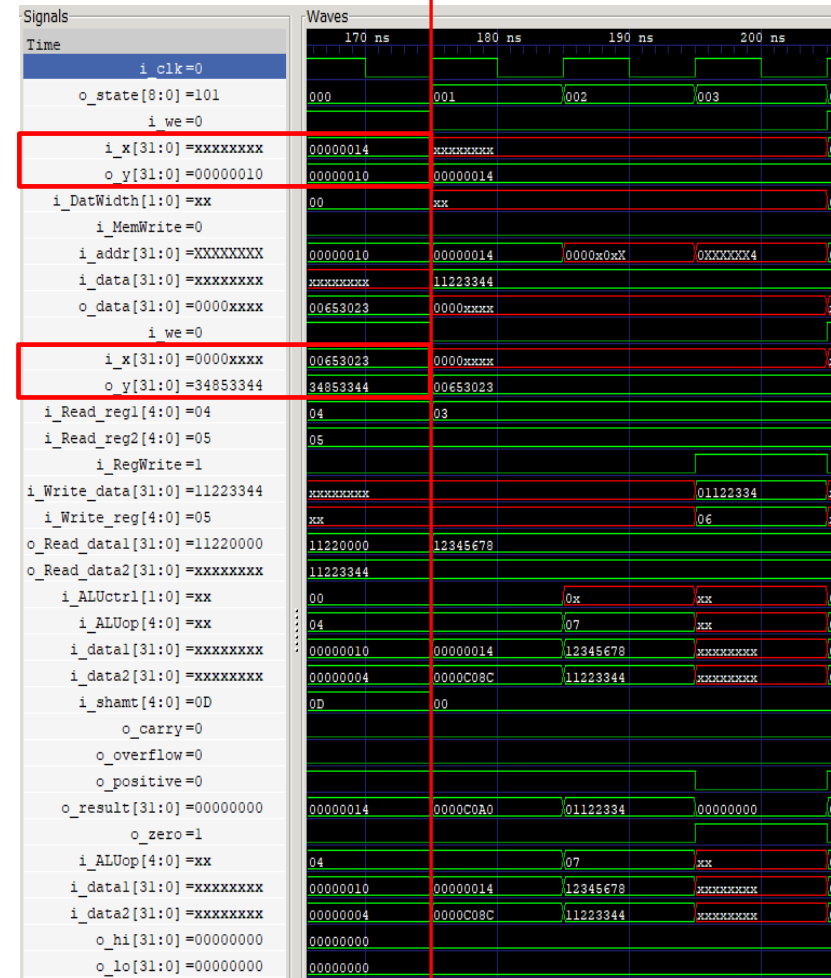 Signals Waves
Time 170 ns 180 ns 190 ns 200 ns
i_clk=0
o_state[8:0]=101 000 001 002 003
i_we=0
i_x[31:0]=xxxxxxxx 00000014 xxxxxxxx
o_y[31:0]=00000010 00000010 00000014
i_DatWidth[1:0]=xx 00 xx
i_MemWrite=0
i_addr[31:0]=XXXXXXXX 00000010 00000014 0000x0xX 0XXXXXX4
i_data[31:0]=xxxxxxxx xxxxxxxx 11223344
o_data[31:0]=0000xxxx 00653023 0000xxxx
i_we=0
i_x[31:0]=0000xxxx 00653023 0000xxxx
o_y[31:0]=34853344 34853344 00653023
i_Read_reg1[4:0]=04 04 03
i_Read_reg2[4:0]=05 05
i_RegWrite=1
i_Write_data[31:0]=11223344 xxxxxxxx 01122334
i_Write_reg[4:0]=05 xx 06
o_Read_data1[31:0]=11220000 11220000 12345678
o_Read_data2[31:0]=xxxxxxxx 11223344
i_ALUctrl[1:0]=xx 00 0x xx
i_ALUop[4:0]=xx 04 07 xx
i_data1[31:0]=xxxxxxxx 00000010 00000014 12345678 xxxxxxxx
i_data2[31:0]=xxxxxxxx 00000004 0000C08C 11223344 xxxxxxxx
i_shamt[4:0]=0D 0D 00
o_carry=0
o_overflow=0
o_positive=0
o_result[31:0]=00000000 00000014 0000C0A0 01122334 00000000
o_zero=1
i_ALUop[4:0]=xx 04 07 xx
i_data1[31:0]=xxxxxxxx 00000010 00000014 12345678 xxxxxxxx
i_data2[31:0]=xxxxxxxx 00000004 0000C08C 11223344 xxxxxxxx
o_hi[31:0]=00000000 00000000
o_lo[31:0]=00000000 00000000